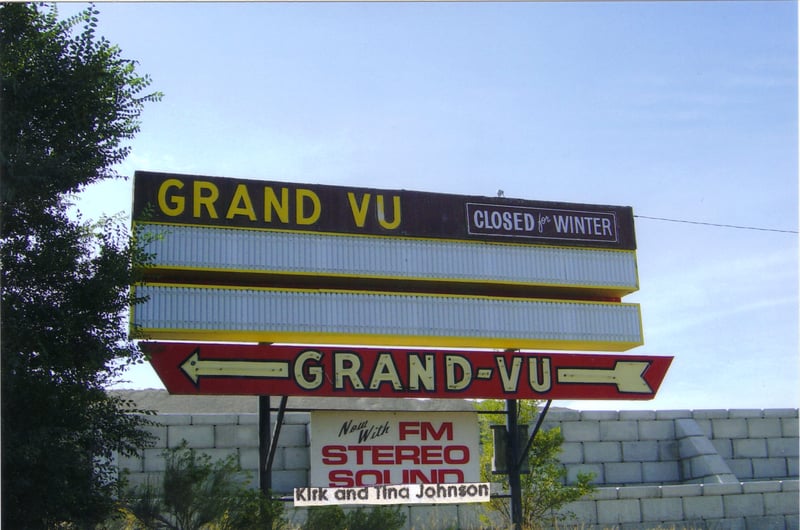 GRAND VU CLOSED for WINTER
GRAND-VU
Now With FM
STEREO
SOUND
Kirk and Tina Johnson